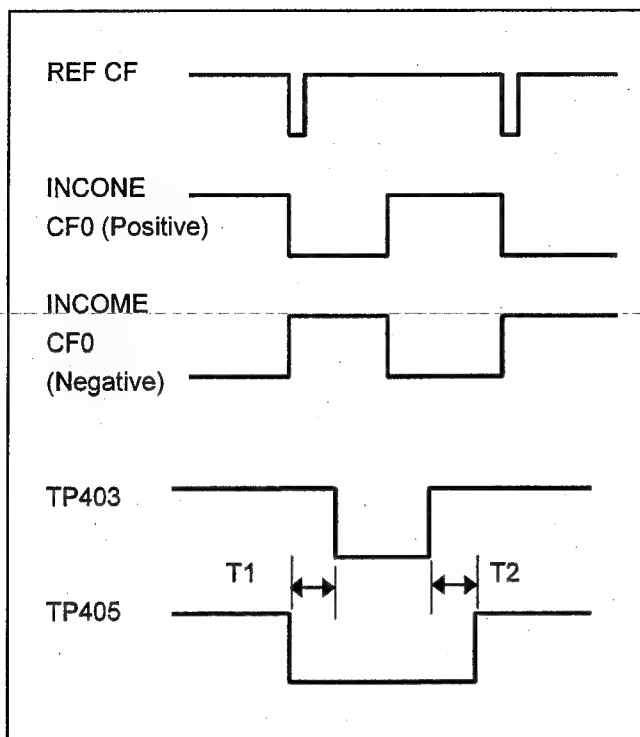 REF CF
INCONE
CF0 (Positive)
INCOME
CF0
(Negative)
TP403
T1
T2
TP405